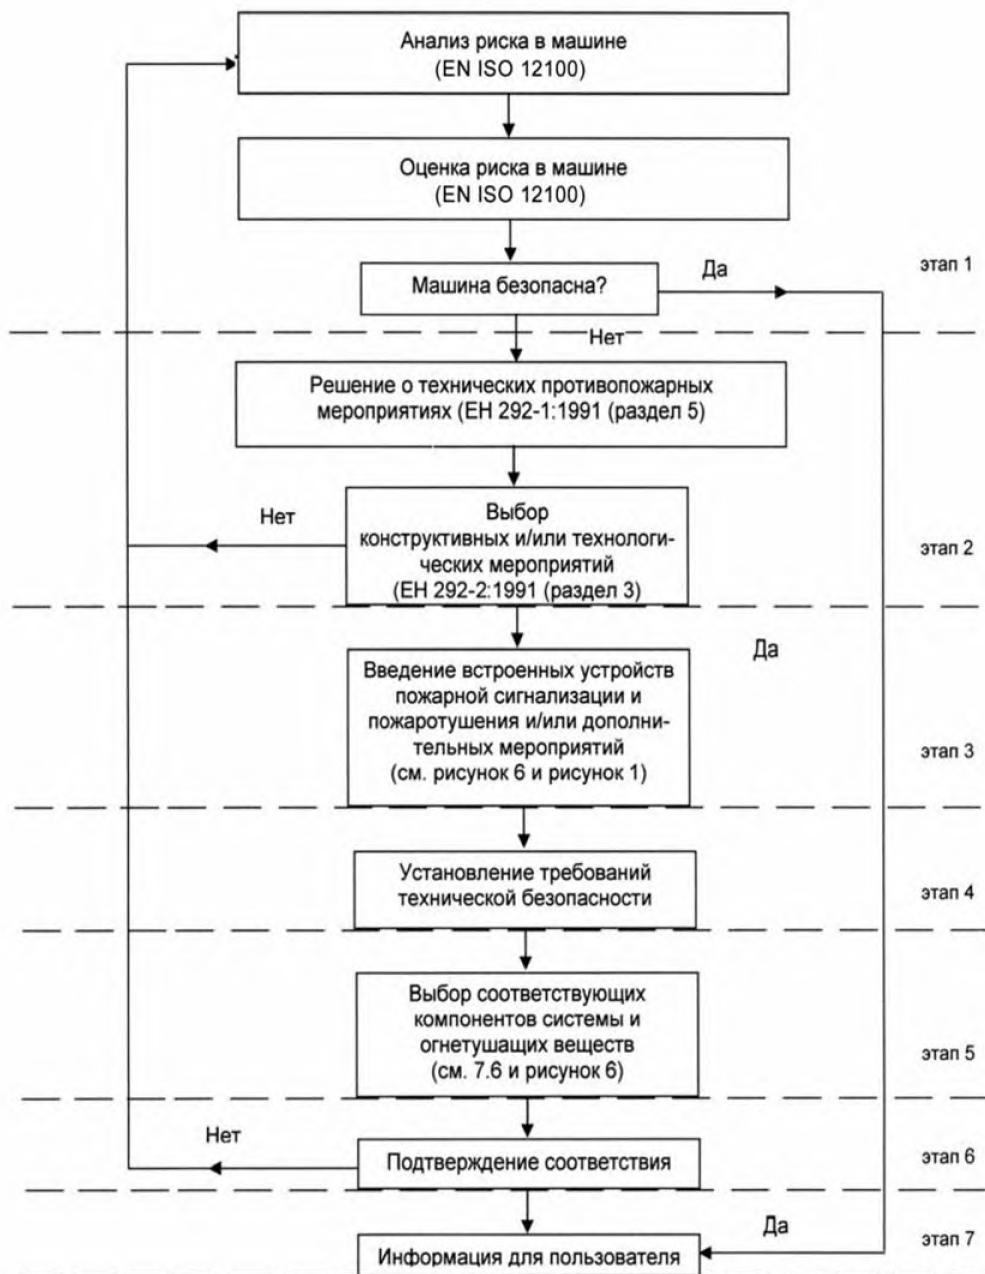 Анализ риска в машине
(EN ISO 12100)
Оценка риска в машине
(EN ISO 12100)
Машина безопасна?
Да
этап 1
Нет
Решение о технических противопожарных
мероприятиях (ЕН 292-1:1991 (раздел 5)
Нет
Выбор
конструктивных и/или технологи-
ческих мероприятий
(ЕН 292-2:1991 (раздел 3)
этап 2
Да
Введение встроенных устройств
пожарной сигнализации и
пожаротушения и/или дополни-
тельных мероприятий
(см. рисунок 6 и рисунок 1)
этап 3
Установление требований
технической безопасности
этап 4
Выбор соответствующих
компонентов системы и
огнетушащих веществ
(см. 7.6 и рисунок 6)
этап 5
Нет
Подтверждение соответствия
этап 6
Да
Информация для пользователя
этап 7